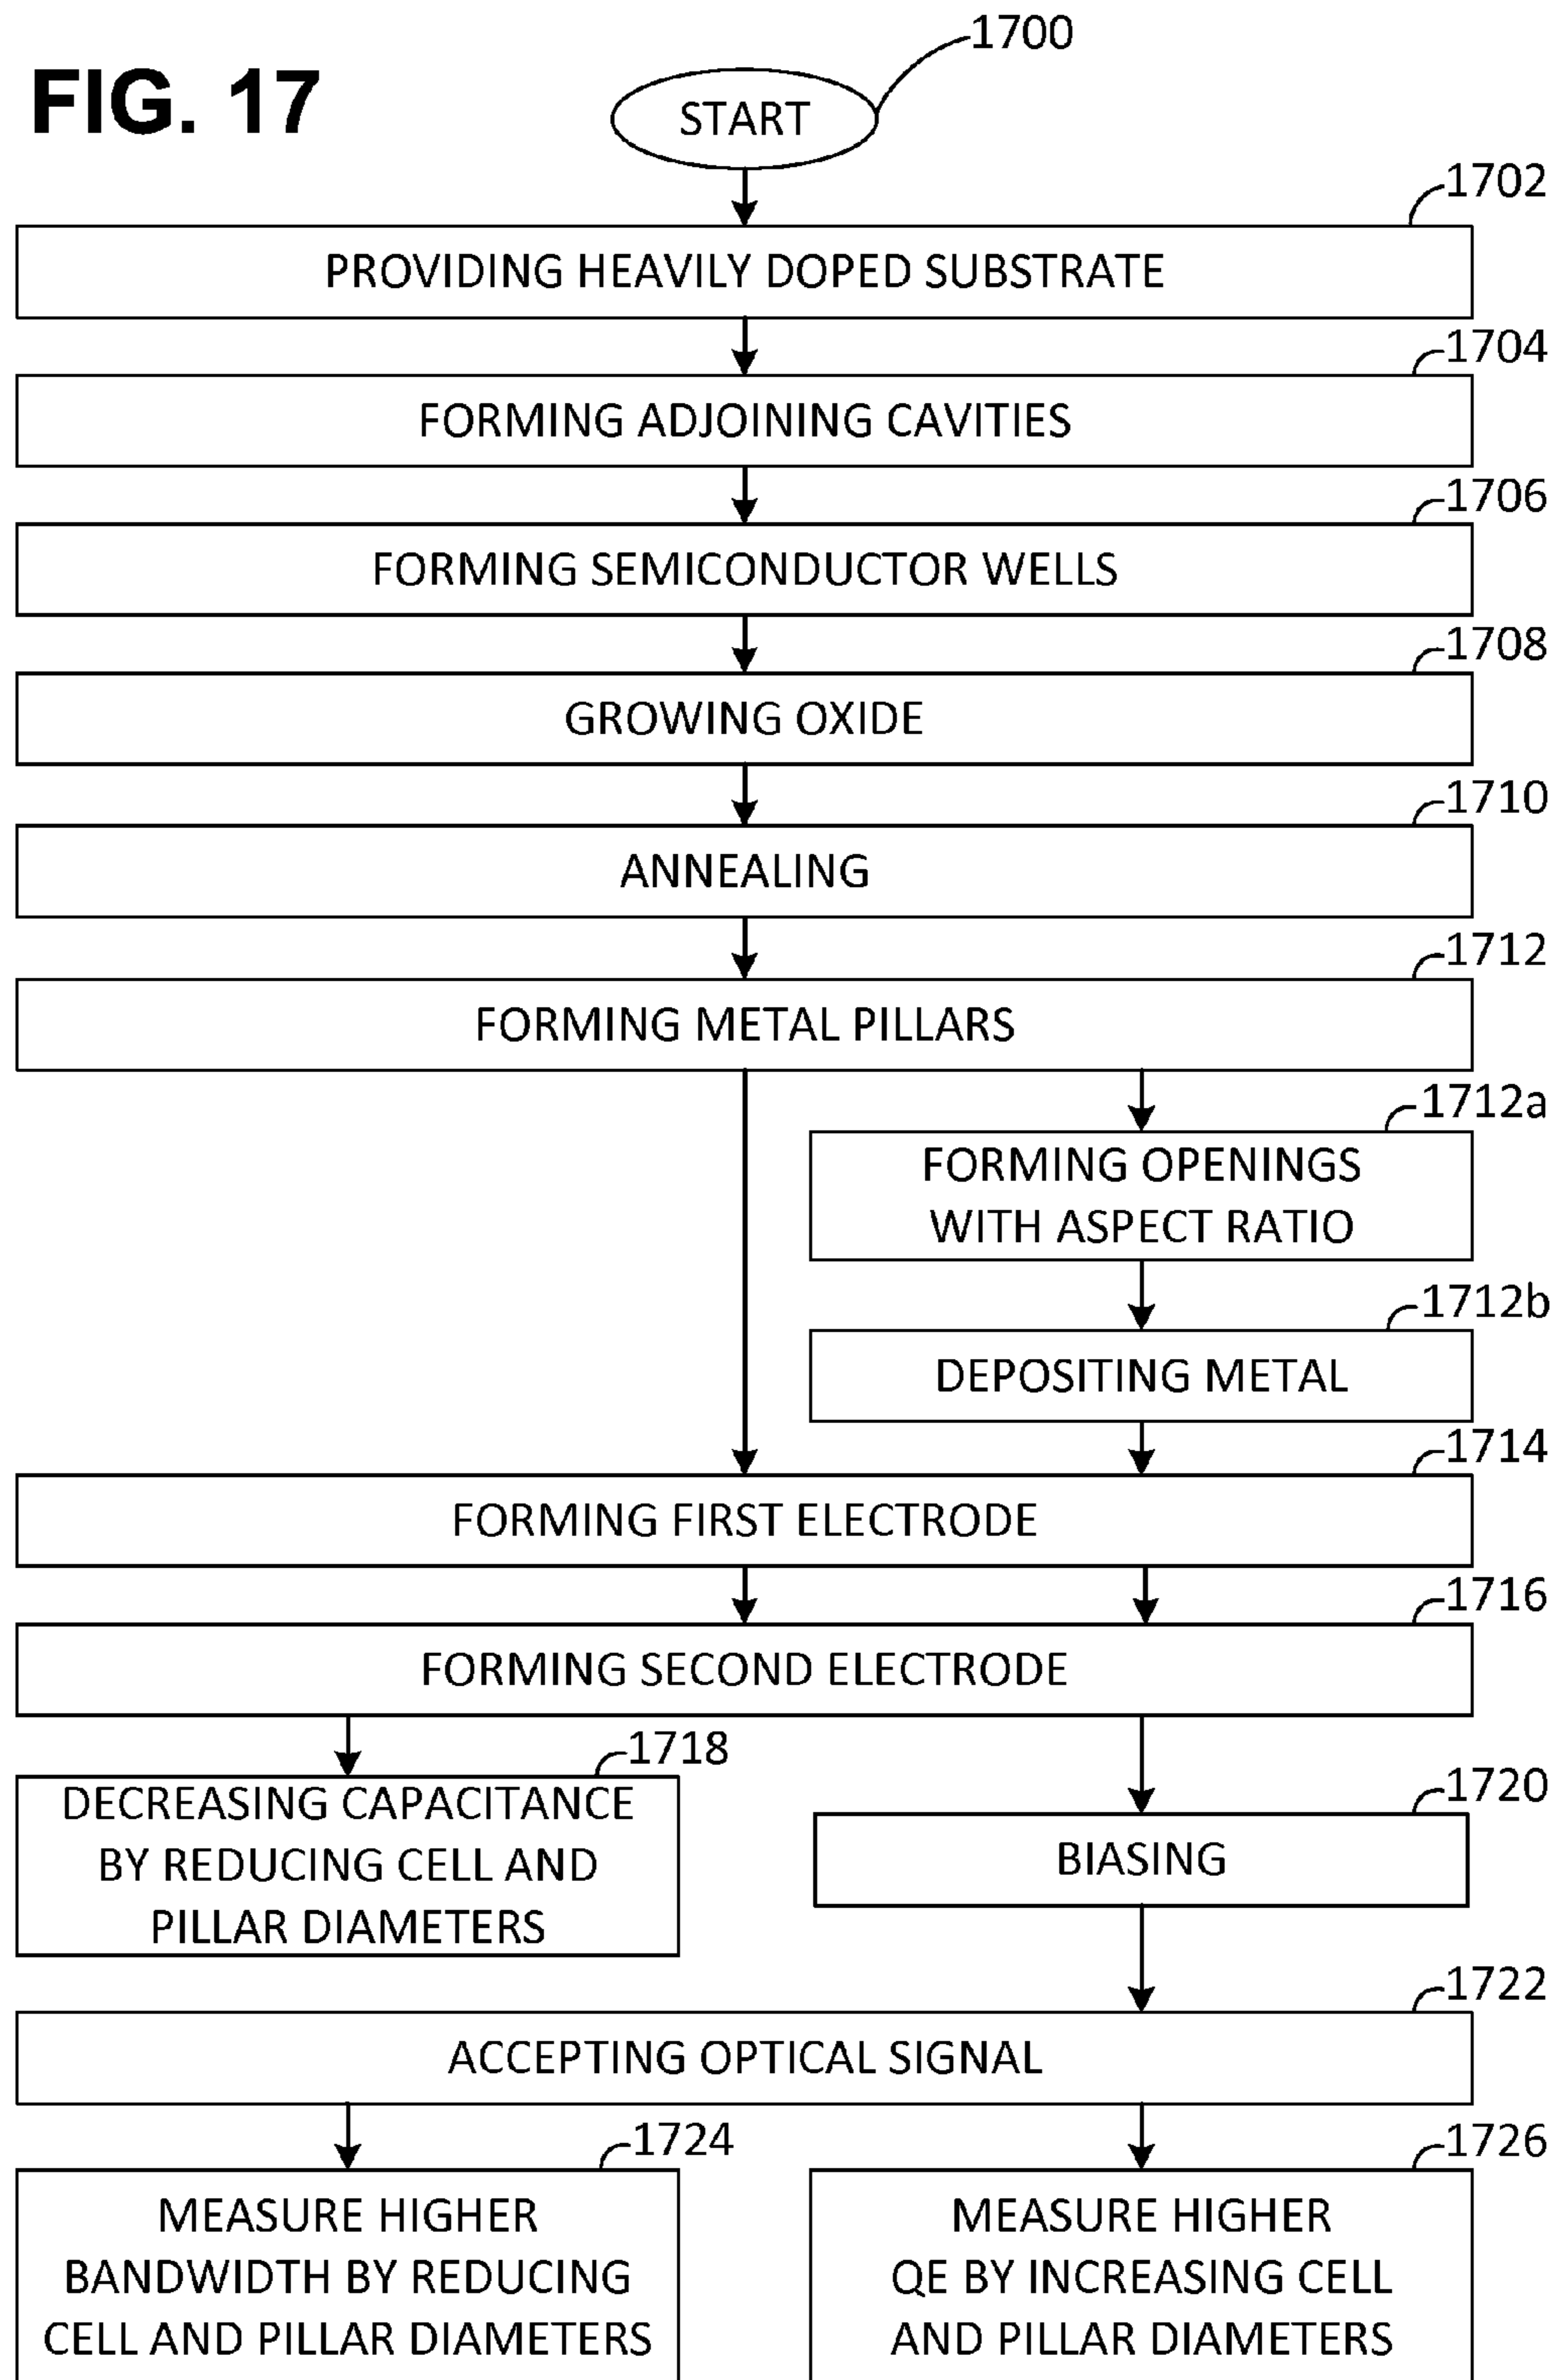 FIG. 17
1700
START
1702
PROVIDING HEAVILY DOPED SUBSTRATE
1704
FORMING ADJOINING CAVITIES
1706
FORMING SEMICONDUCTOR WELLS
1708
GROWING OXIDE
1710
ANNEALING
1712
FORMING METAL PILLARS
1712a
FORMING OPENINGS
WITH ASPECT RATIO
1712b
DEPOSITING METAL
1714
FORMING FIRST ELECTRODE
1716
FORMING SECOND ELECTRODE
1718
DECREASING CAPACITANCE
BY REDUCING CELL AND
PILLAR DIAMETERS
1720
BIASING
1722
ACCEPTING OPTICAL SIGNAL
1724
MEASURE HIGHER
BANDWIDTH BY REDUCING
CELL AND PILLAR DIAMETERS
1726
MEASURE HIGHER
QE BY INCREASING CELL
AND PILLAR DIAMETERS